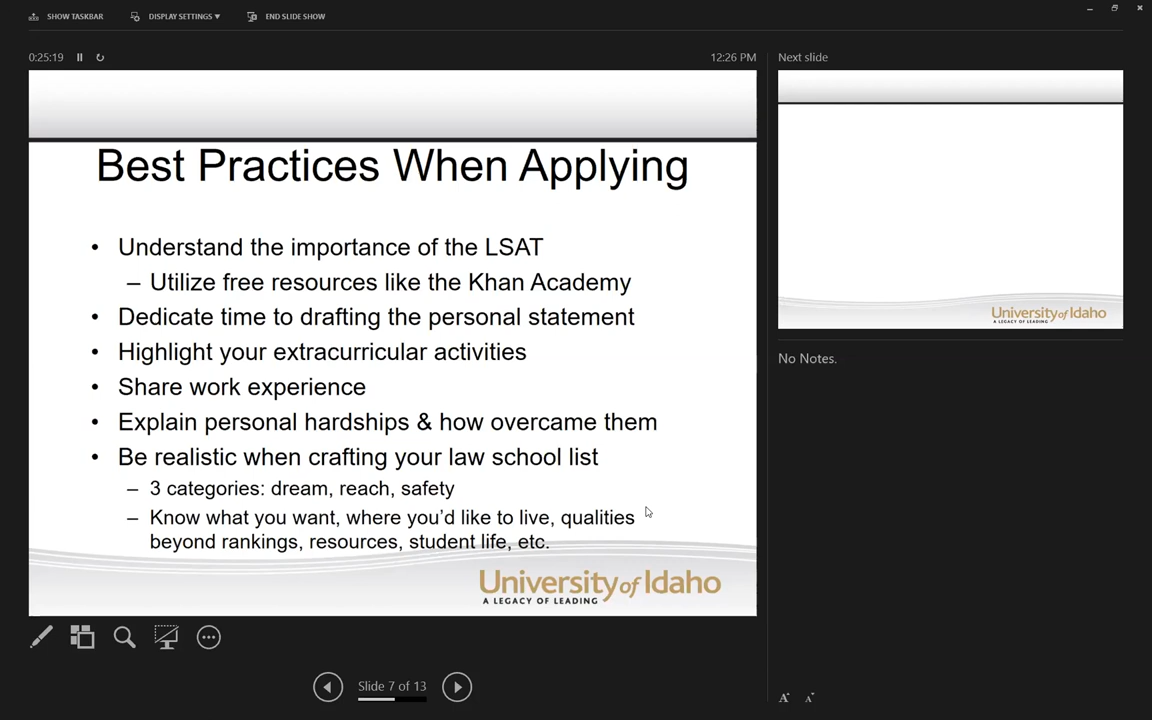 SHOW TASKBAR
DISPLAY SETTINGS ▼
END SLIDE SHOW
0:25:19
12:26 PM
Best Practices When Applying
• Understand the importance of the LSAT
– Utilize free resources like the Khan Academy
• Dedicate time to drafting the personal statement
• Highlight your extracurricular activities
• Share work experience
• Explain personal hardships & how overcame them
• Be realistic when crafting your law school list
– 3 categories: dream, reach, safety
– Know what you want, where you’d like to live, qualities
beyond rankings, resources, student life, etc.
University of Idaho
A LEGACY OF LEADING
Slide 7 of 13
Next slide
University of Idaho
A LEGACY OF LEADING
No Notes.
A A